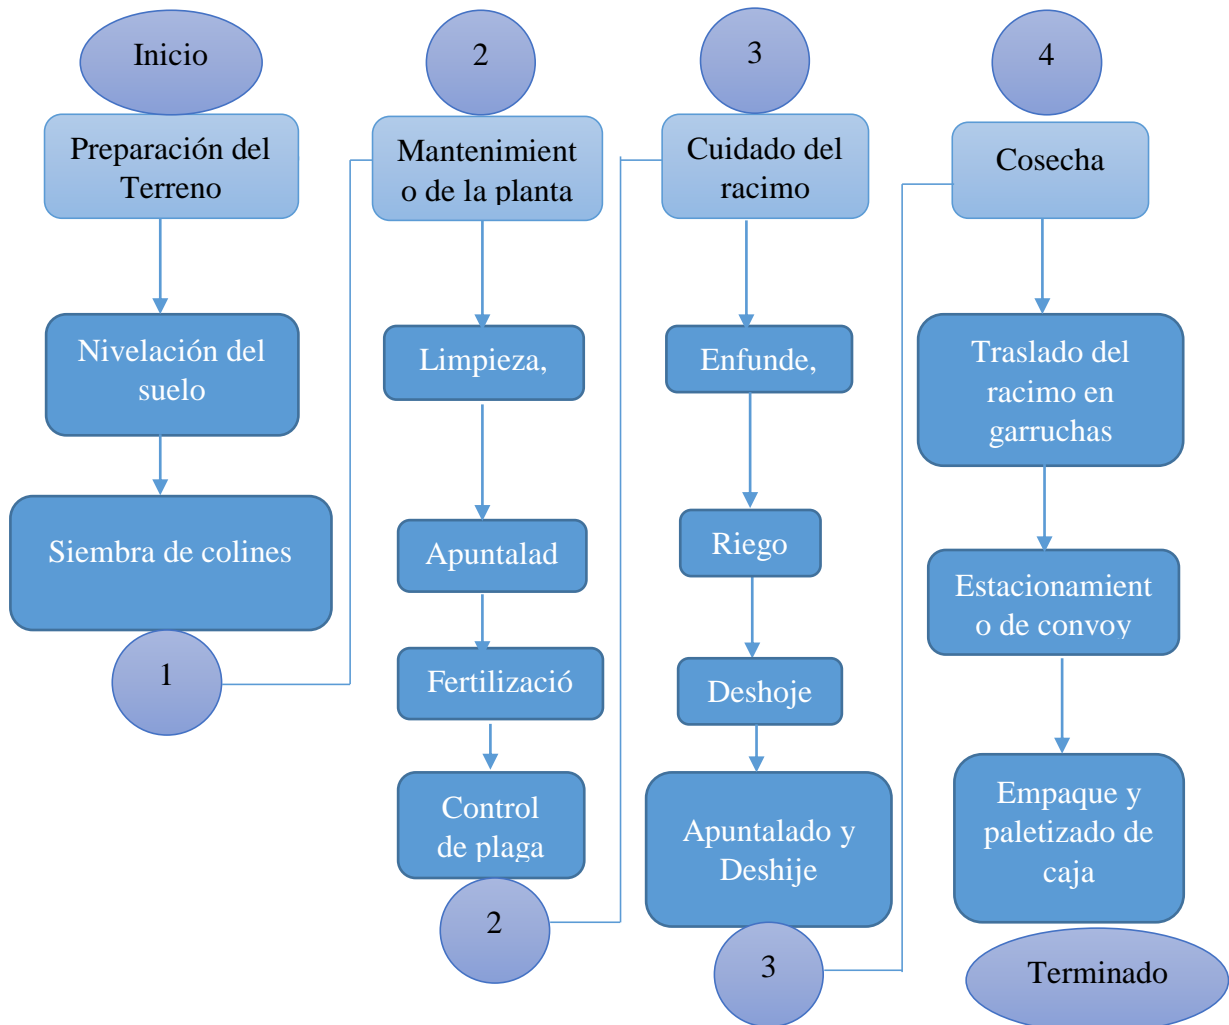 Inicio
Preparación del
Terreno
Nivelación del
suelo
Siembra de colines
1
2
Mantenimient
o de la planta
Limpieza,
Apuntalad
Fertilizació
Control
de plaga
2
3
Cuidado del
racimo
Enfunde,
Riego
Deshoje
Apuntalado y
Deshije
3
4
Cosecha
Traslado del
racimo en
garruchas
Estacionamient
o de convoy
Empaque y
paletizado de
caja
Terminado